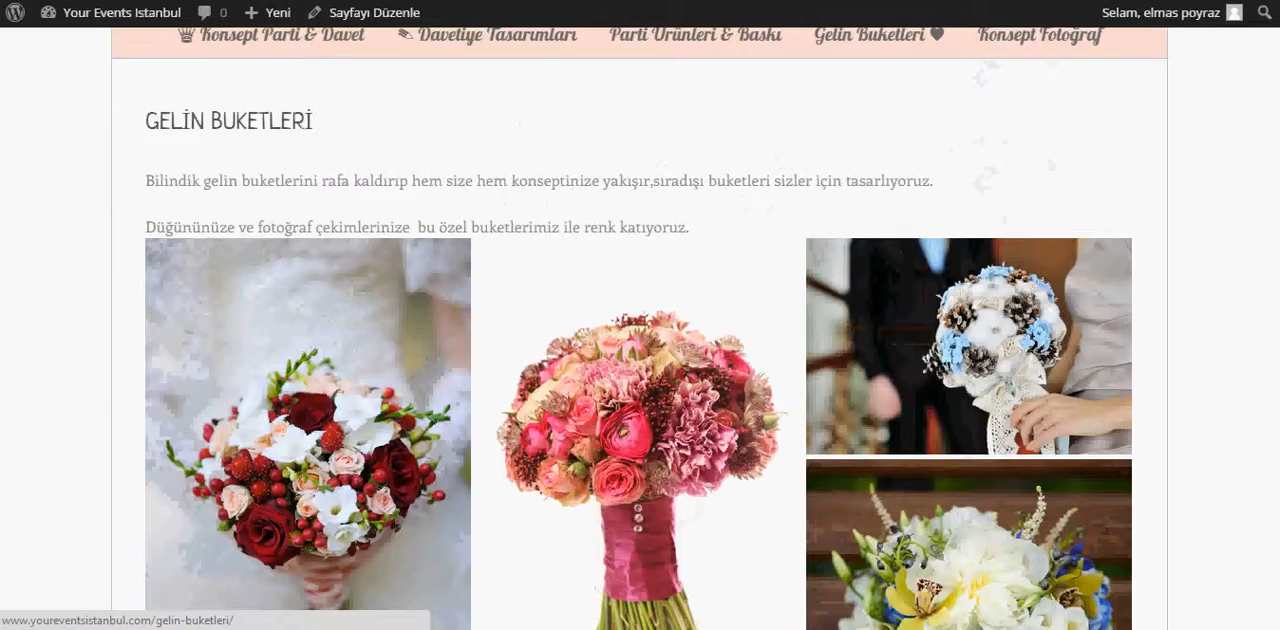 Your Events Istanbul 0 Yeni Sayfayı Düzenle Selam, elmas poyraz
Konsept Parti & Davet Davetiye Tasarımları Parti Ürünleri & Baskı Gelin Buketleri Konsept Fotoğraf
GELİN BUKETLERİ
Bilindik gelin buketlerini rafa kaldırıp hem size hem konseptinize yakışır,sıradışı buketleri sizler için tasarlıyoruz.
Düğününüze ve fotoğraf çekimlerinize bu özel buketlerimiz ile renk katıyoruz.
www.youreventsistanbul.com/gelin-buketleri/